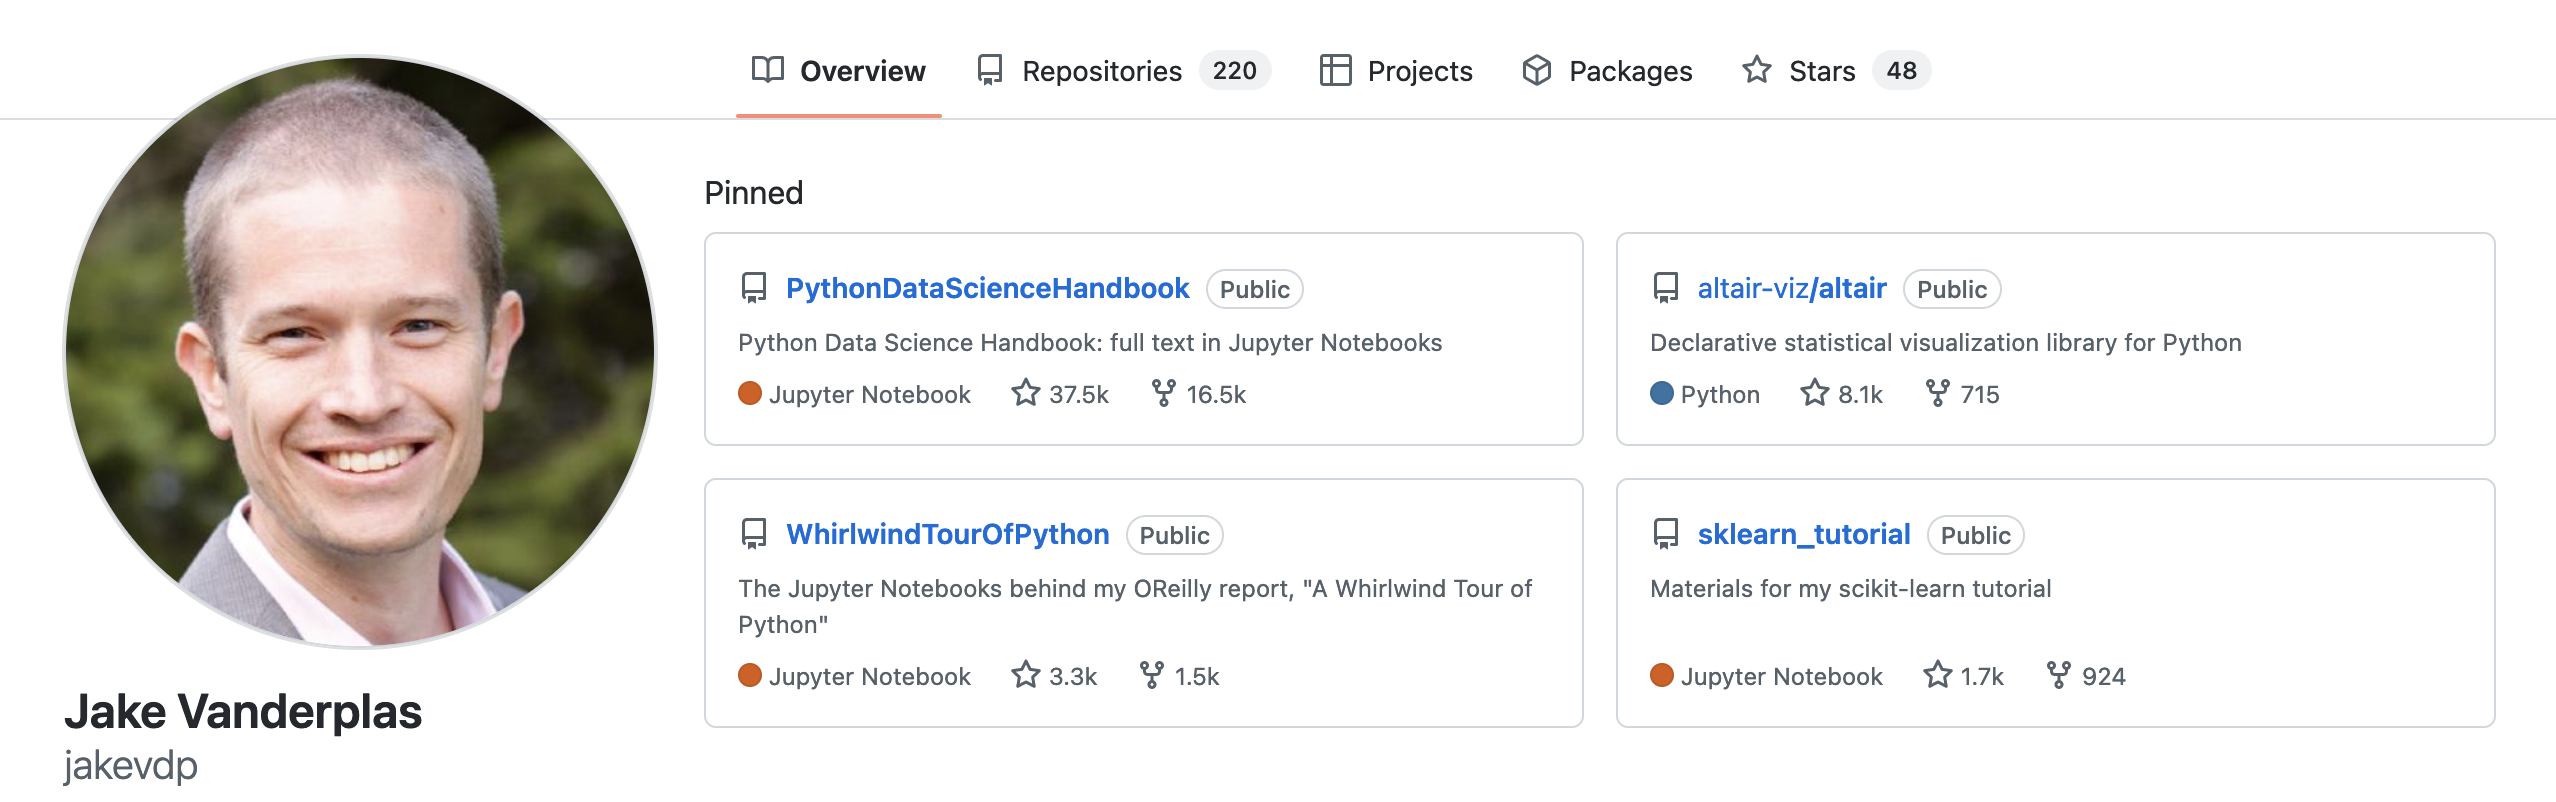 Overview
Repositories 220
Projects
Packages
Stars 48
Jake Vanderplas
jakevdp
Pinned
PythonDataScienceHandbook Public
Python Data Science Handbook: full text in Jupyter Notebooks
Jupyter Notebook 37.5k 16.5k
altair-viz/altair Public
Declarative statistical visualization library for Python
Python 8.1k 715
WhirlwindTourOfPython Public
The Jupyter Notebooks behind my OReilly report, "A Whirlwind Tour of
Python"
Jupyter Notebook 3.3k 1.5k
sklearn_tutorial Public
Materials for my scikit-learn tutorial
Jupyter Notebook 1.7k 924